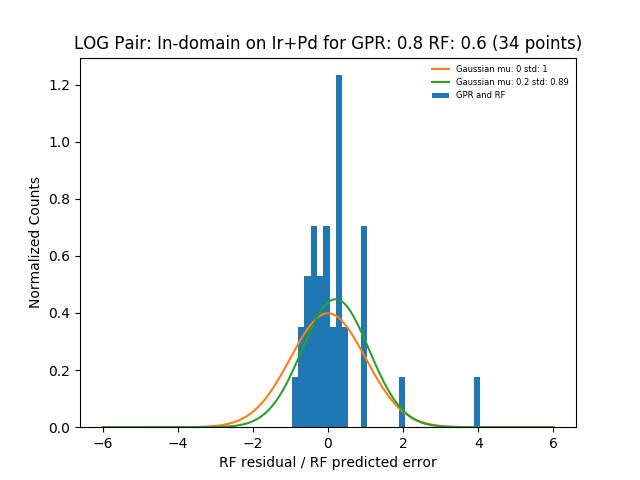 LOG Pair: In-domain on Ir+Pd for GPR: 0.8 RF: 0.6 (34 points)
Gaussian mu: 0 std: 1
Gaussian mu: 0.2 std: 0.89
GPR and RF
Normalized Counts
1.2
1.0
0.8
0.6
0.4
0.2
0.0
−6 −4 −2 0 2 4 6
RF residual / RF predicted error